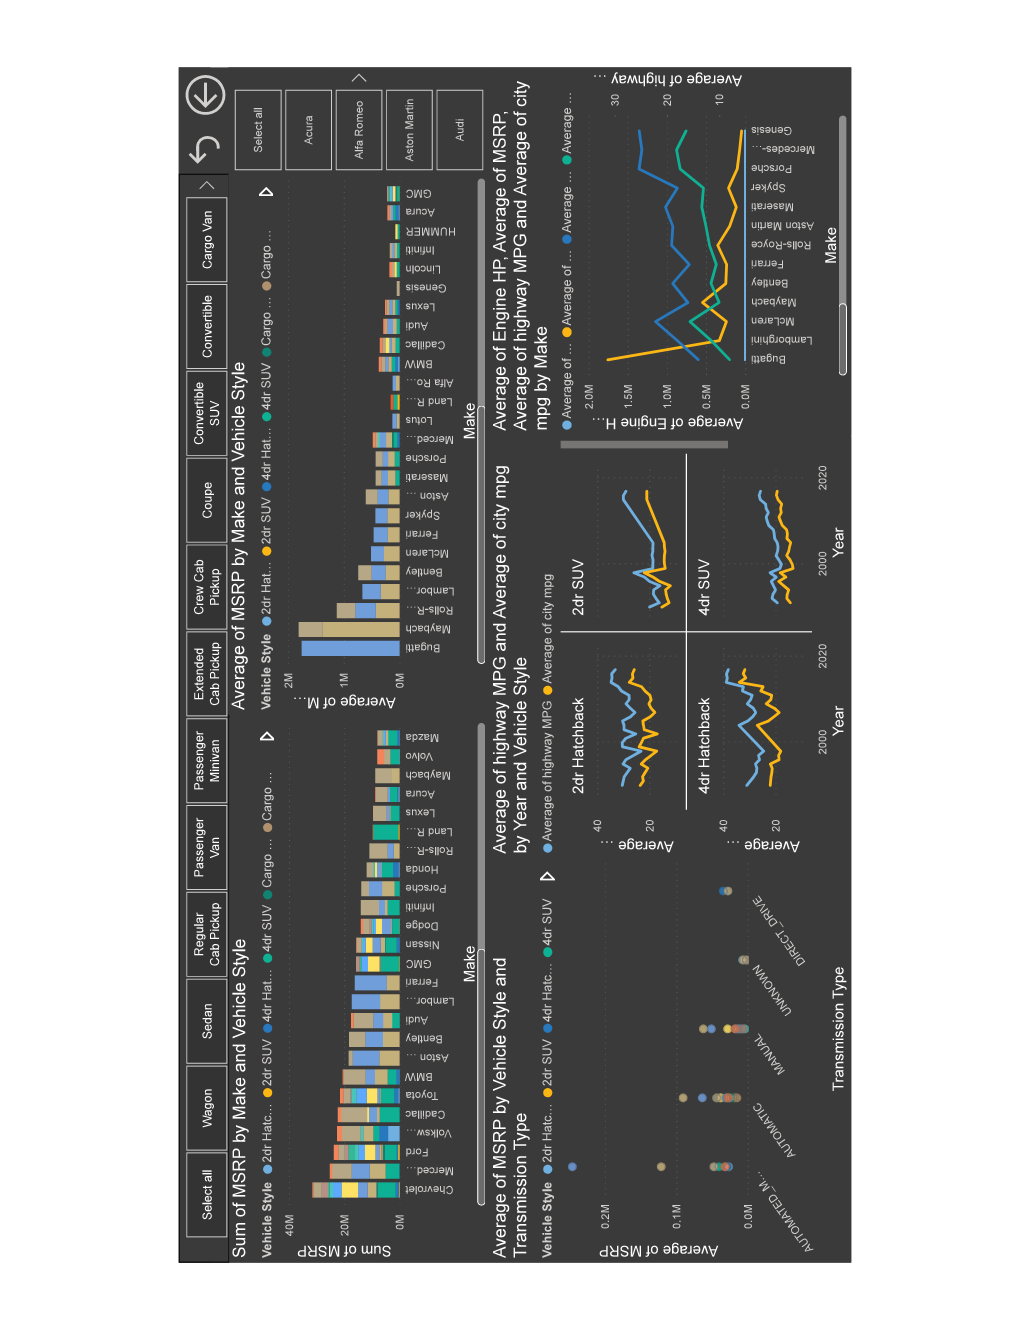 Select all
Wagon
Sedan
Regular
Cab Pickup
Passenger
Van
Passenger
Minivan
Extended
Cab Pickup
Crew Cab
Pickup
Coupe
Convertible
SUV
Convertible
Cargo Van
Sum of MSRP by Make and Vehicle Style
Vehicle Style 2dr Hatc... 2dr SUV 4dr Hat... 4dr SUV Cargo ... Cargo ...
Sum of MSRP
40M
20M
0M
Chevrolet
Merced...
Ford
Volksw...
Cadillac
Toyota
BMW
Aston ...
Bentley
Audi
Lambor...
Ferrari
GMC
Nissan
Dodge
Infiniti
Porsche
Honda
Rolls-R...
Land R...
Lexus
Acura
Maybach
Volvo
Mazda
Make
Average of MSRP by Make and Vehicle Style
Vehicle Style 2dr Hat... 2dr SUV 4dr Hat... 4dr SUV Cargo ... Cargo ...
Average of M...
2M
1M
0M
Bugatti
Maybach
Rolls-R...
Lambor...
Bentley
McLaren
Ferrari
Spyker
Aston ...
Maserati
Porsche
Merced...
Lotus
Land R...
Alfa Ro...
BMW
Cadillac
Audi
Lexus
Genesis
Lincoln
Infiniti
HUMMER
Acura
GMC
Make
Select all
Acura
Alfa Romeo
Aston Martin
Audi
Average of MSRP by Vehicle Style and
Transmission Type
Vehicle Style 2dr Hatc... 2dr SUV 4dr Hatc... 4dr SUV
Average of MSRP
0.2M
0.1M
0.0M
AUTOMATED_M...
AUTOMATIC
MANUAL
UNKNOWN
DIRECT_DRIVE
Transmission Type
Average of highway MPG and Average of city mpg
by Year and Vehicle Style
Average of highway MPG Average of city mpg
2dr Hatchback
2dr SUV
40
20
Average ...
4dr Hatchback
4dr SUV
40
20
Average ...
2000
2020
2000
2020
Year
Year
Average of Engine HP, Average of MSRP,
Average of highway MPG and Average of city
mpg by Make
Average of ... Average of ... Average ... Average ...
Average of Engine H...
2.0M
1.5M
1.0M
0.5M
0.0M
30
20
10
Average of highway ...
Bugatti
Lamborghini
McLaren
Maybach
Bentley
Ferrari
Rolls-Royce
Aston Martin
Maserati
Spyker
Porsche
Mercedes-...
Genesis
Make